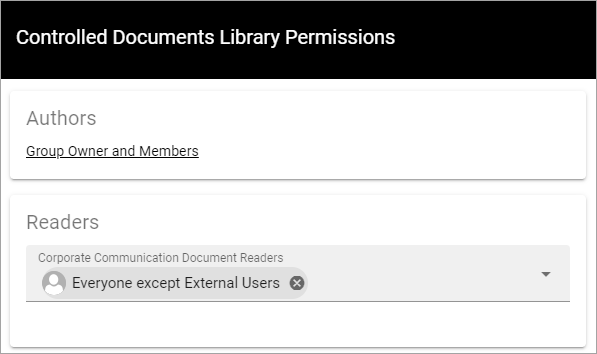 Controlled Documents Library Permissions
Authors
Group Owner and Members
Readers
Corporate Communication Document Readers
Everyone except External Users